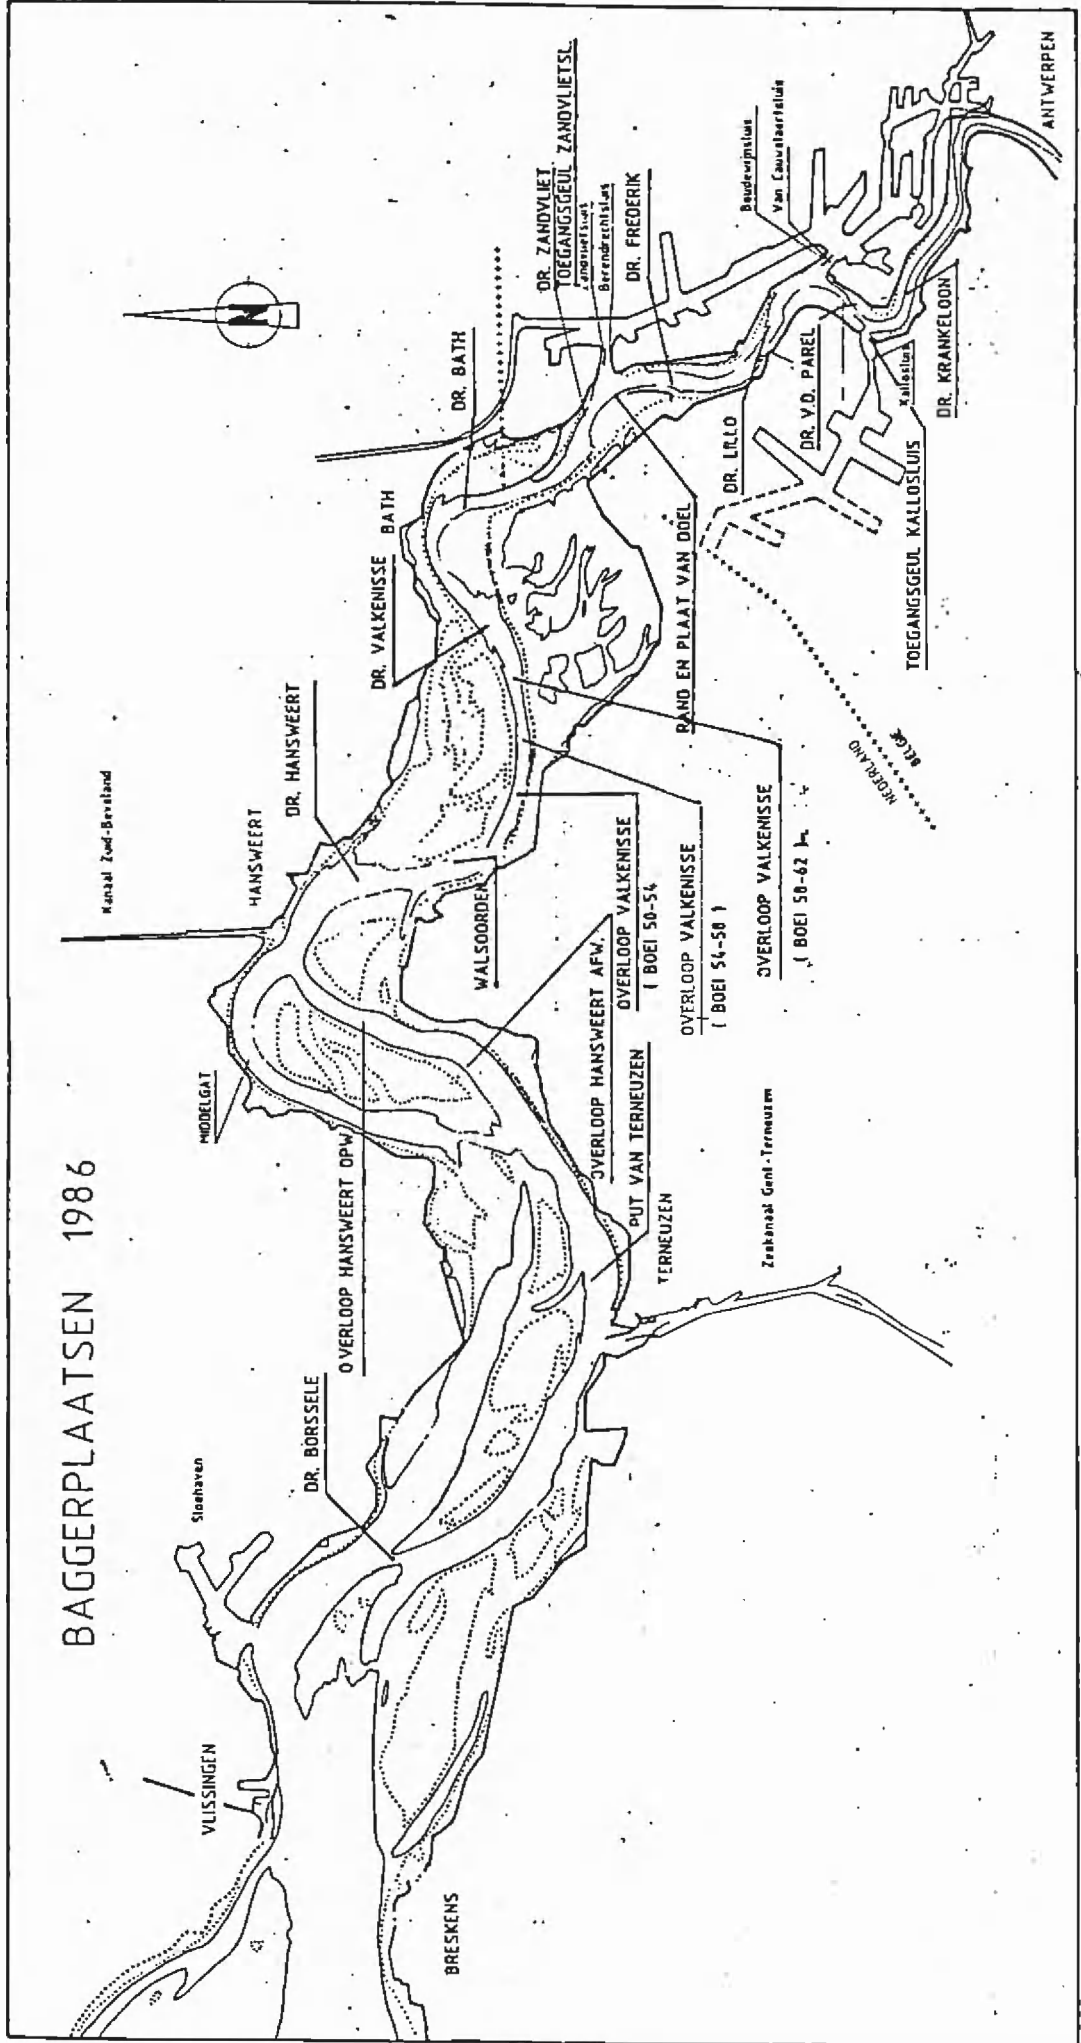 BAGGERPLAATSEN 1986
VLISSINGEN
Sloehaven
BRESKENS
DR. BORSSELE
OVERLOOP HANSWEERT OPW.
MIDDELGAT
Kanaal Zuid-Beveland
HANSWEERT
DR. HANSWEERT
WALSOORDEN
PUT VAN TERNEUZEN
TERNEUZEN
Zeekanaal Gent-Terneuzen
OVERLOOP HANSWEERT AFW.
OVERLOOP VALKENISSE
( BOEI 50-54
OVERLOOP VALKENISSE
( BOEI 54-58 )
OVERLOOP VALKENISSE
( BOEI 58-62
DR. VALKENISSE
BATH
DR. BATH
N
RAND EN PLAAT VAN DOEL
NEDERLAND
BELGIE
DR. ZANDVLIET
TOEGANGSGEUL ZANDVLIETSL.
Berendrechtsluis
DR. FREDERIK
DR. LILLO
DR. V.D. PAREL
Boudewijnsluis
Van Cauwelaertsluis
Kallosluis
TOEGANGSGEUL KALLOSLUIS
DR. KRANKELOON
ANTWERPEN